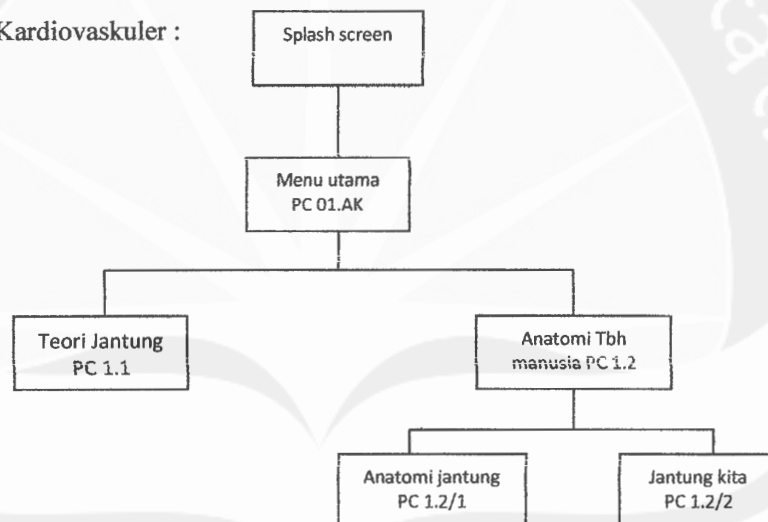 Kardiovaskuler :
Splash screen
Menu utama
PC 01.AK
Teori Jantung
PC 1.1
Anatomi Tbh
manusia PC 1.2
Anatomi jantung
PC 1.2/1
Jantung kita
PC 1.2/2